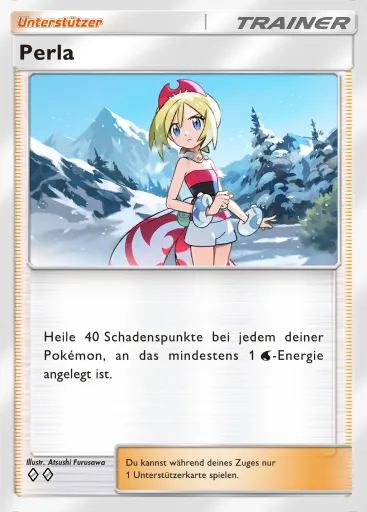 Unterstützer
TRAINER
Perla
Heile 40 Schadenspunkte bei jedem deiner
Pokémon, an das mindestens 1 -Energie
angelegt ist.
Illustr. Atsushi Furusawa
Du kannst während deines Zuges nur
1 Unterstützerkarte spielen.